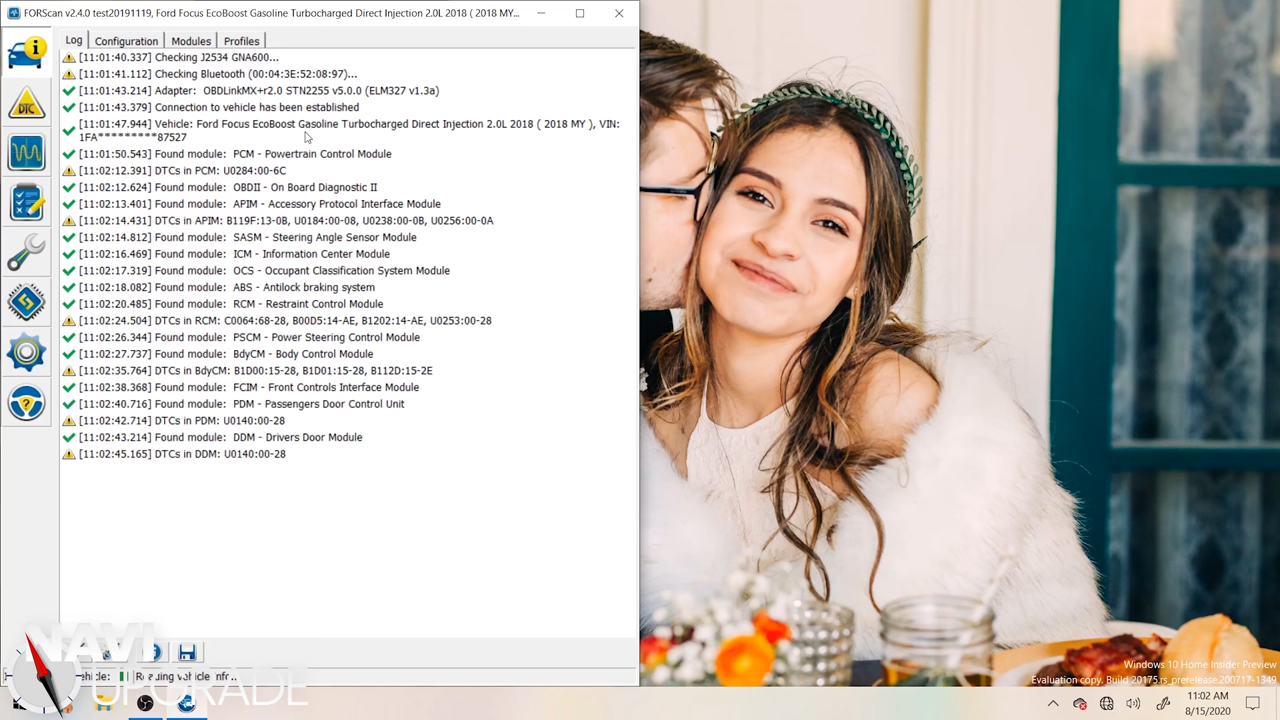 FORScan v2.4.0 test20191119, Ford Focus EcoBoost Gasoline Turbocharged Direct Injection 2.0L 2018 ( 2018 MY...
Log
Configuration
Modules
Profiles
[11:01:40.337] Checking J2534 GNA600...
[11:01:41.112] Checking Bluetooth (00:04:3E:52:08:97)...
[11:01:43.214] Adapter: OBDLinkMX+r2.0 STN2255 v5.0.0 (ELM327 v1.3a)
[11:01:43.379] Connection to vehicle has been established
[11:01:47.944] Vehicle: Ford Focus EcoBoost Gasoline Turbocharged Direct Injection 2.0L 2018 ( 2018 MY ), VIN:
1FA*********87527
[11:01:50.543] Found module: PCM - Powertrain Control Module
[11:02:12.391] DTCs in PCM: U0284:00-6C
[11:02:12.624] Found module: OBDII - On Board Diagnostic II
[11:02:13.401] Found module: APIM - Accessory Protocol Interface Module
[11:02:14.431] DTCs in APIM: B119F:13-0B, U0184:00-08, U0238:00-0B, U0256:00-0A
[11:02:14.812] Found module: SASM - Steering Angle Sensor Module
[11:02:16.469] Found module: ICM - Information Center Module
[11:02:17.319] Found module: OCS - Occupant Classification System Module
[11:02:18.082] Found module: ABS - Antilock braking system
[11:02:20.485] Found module: RCM - Restraint Control Module
[11:02:24.504] DTCs in RCM: C0064:68-28, B00D5:14-AE, B1202:14-AE, U0253:00-28
[11:02:26.344] Found module: PSCM - Power Steering Control Module
[11:02:27.737] Found module: BdyCM - Body Control Module
[11:02:35.764] DTCs in BdyCM: B1D00:15-28, B1D01:15-28, B112D:15-2E
[11:02:38.368] Found module: FCIM - Front Controls Interface Module
[11:02:40.716] Found module: PDM - Passengers Door Control Unit
[11:02:42.714] DTCs in PDM: U0140:00-28
[11:02:43.214] Found module: DDM - Drivers Door Module
[11:02:45.165] DTCs in DDM: U0140:00-28
DTC
NAVI
UPGRADE
Windows 10 Home Insider Preview
Evaluation copy. Build 20175.rs_prerelease.200717-1349
11:02 AM
8/15/2020